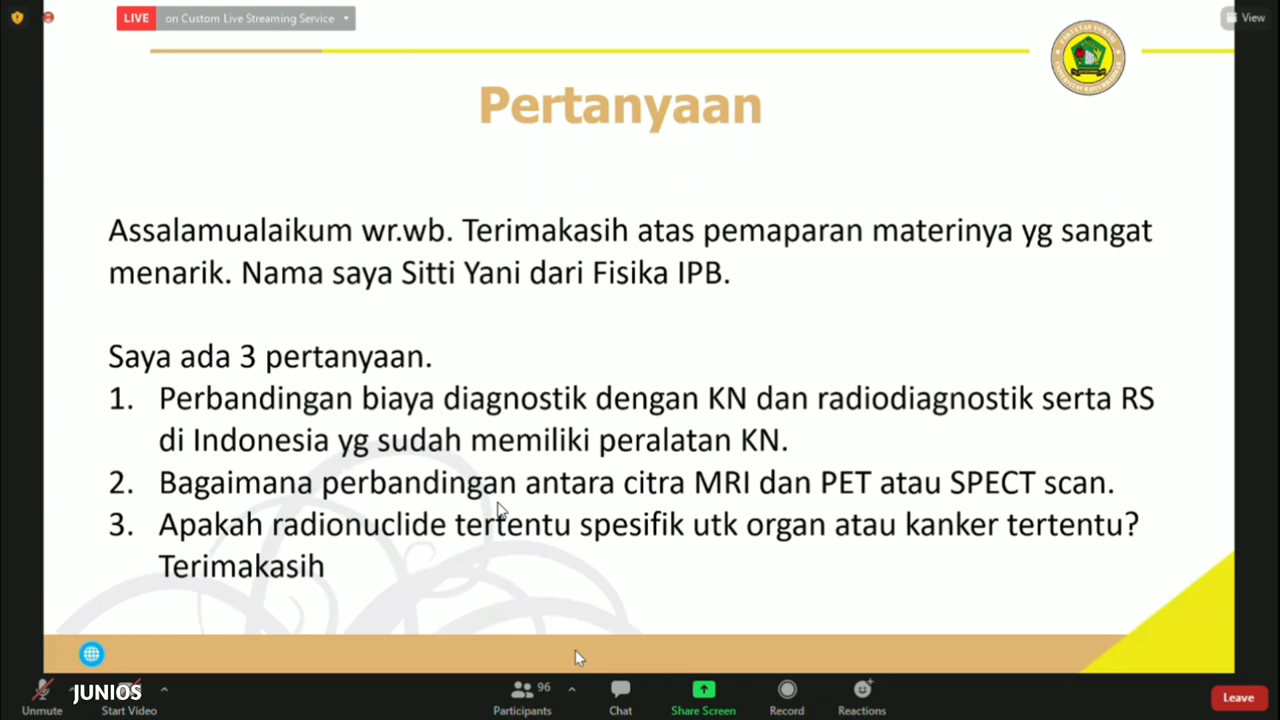 LIVE on Custom Live Streaming Service
View
Pertanyaan
Assalamualaikum wr.wb. Terimakasih atas pemaparan materinya yg sangat
menarik. Nama saya Sitti Yani dari Fisika IPB.
Saya ada 3 pertanyaan.
1. Perbandingan biaya diagnostik dengan KN dan radiodiagnostik serta RS
di Indonesia yg sudah memiliki peralatan KN.
2. Bagaimana perbandingan antara citra MRI dan PET atau SPECT scan.
3. Apakah radionuclide tertentu spesifik utk organ atau kanker tertentu?
Terimakasih
JUNIOS
96
Unmute Start Video Participants Chat Share Screen Record Reactions Leave